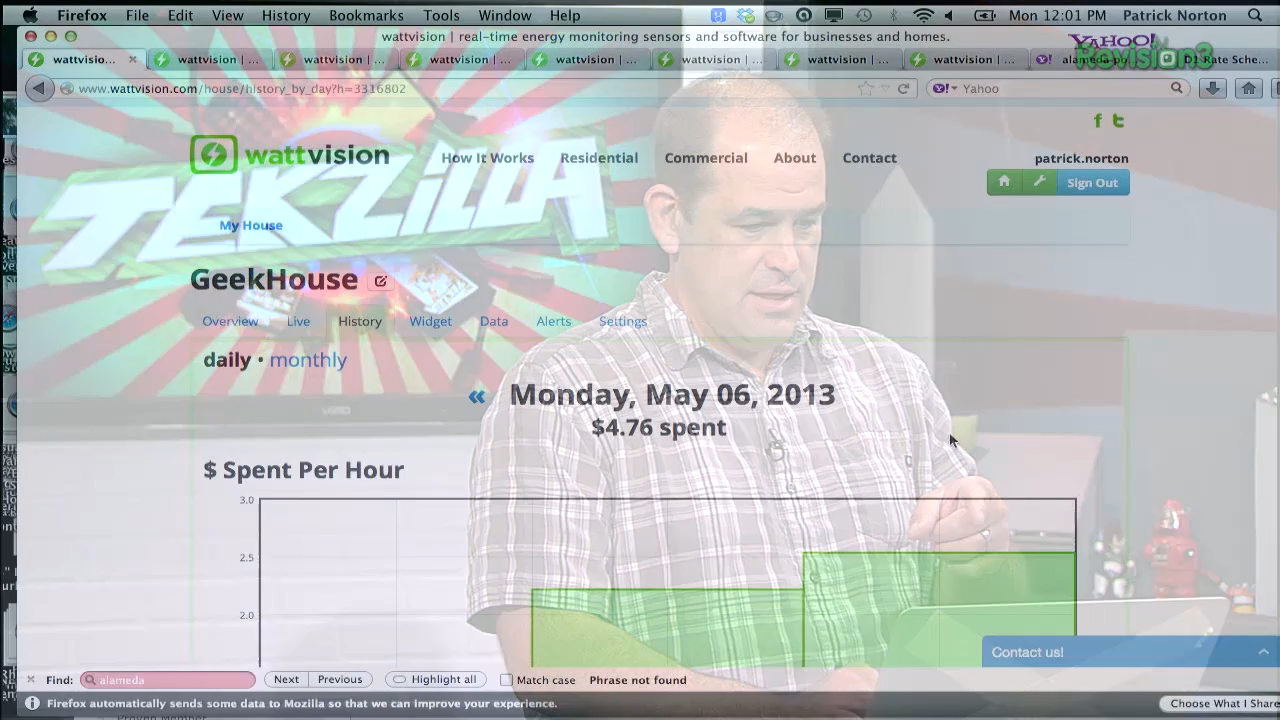 Firefox File Edit View History Bookmarks Tools Window Help Mon 12:01 PM Patrick Norton
wattvision | real-time energy monitoring sensors and software for businesses and homes.
YAHOO!
Revision3
wattvisio... wattvision | ... wattvision | ... wattvision | ... wattvision | ... wattvision | ... wattvision | ... wattvision | ... Rate Sche...
www.wattvision.com/house/history_by_day?h=3316802 Yahoo
wattvision How It Works Residential Commercial About Contact patrick.norton
Sign Out
TEKZILLA
My House
GeekHouse
Overview Live History Widget Data Alerts Settings
daily • monthly
« Monday, May 06, 2013
$4.76 spent
VIZIO
$ Spent Per Hour
3.0
2.5
2.0
Contact us!
Find: alameda Next Previous Highlight all Match case Phrase not found
Firefox automatically sends some data to Mozilla so that we can improve your experience. Choose What I Share